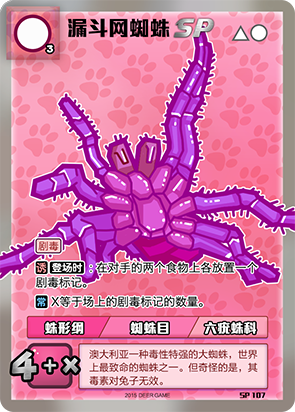 漏斗网蜘蛛SP
3
剧毒
诱 登场时：在对手的两个食物上各放置一个
剧毒标记。
常 X等于场上的剧毒标记的数量。
蛛形纲 蜘蛛目 六疣蛛科
4+x
澳大利亚一种毒性特强的大蜘蛛，世
界上最致命的蜘蛛之一。但奇怪的是，其
毒素对兔子无效。
2015 DEER GAME
SP 107